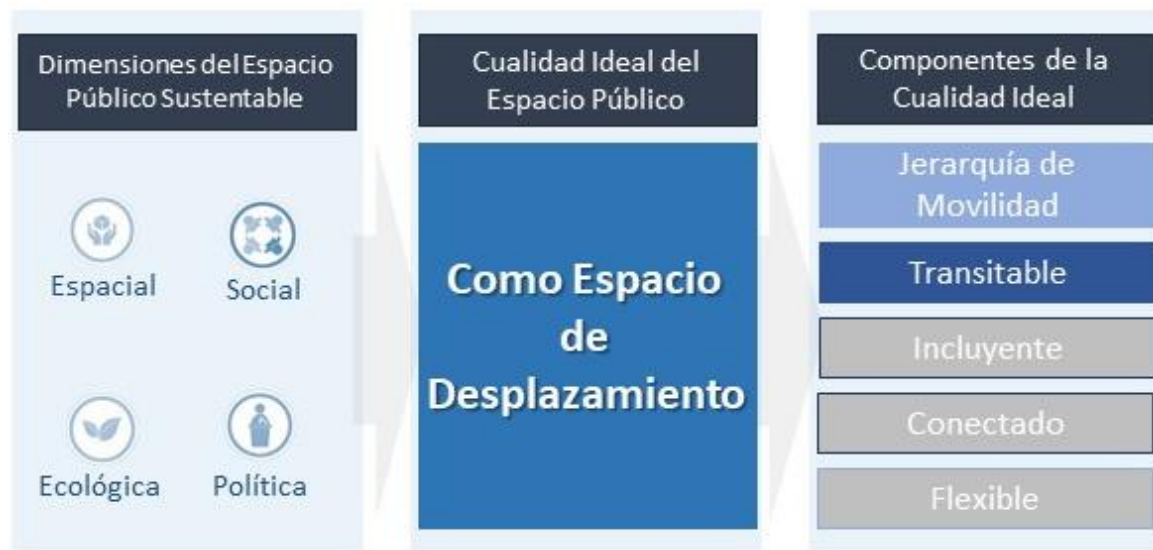 Dimensiones del Espacio
Público Sustentable
Espacial
Social
Ecológica
Política
Cualidad Ideal del
Espacio Público
Como Espacio
de
Desplazamiento
Componentes de la
Cualidad Ideal
Jerarquía de
Movilidad
Transitable
Incluyente
Conectado
Flexible